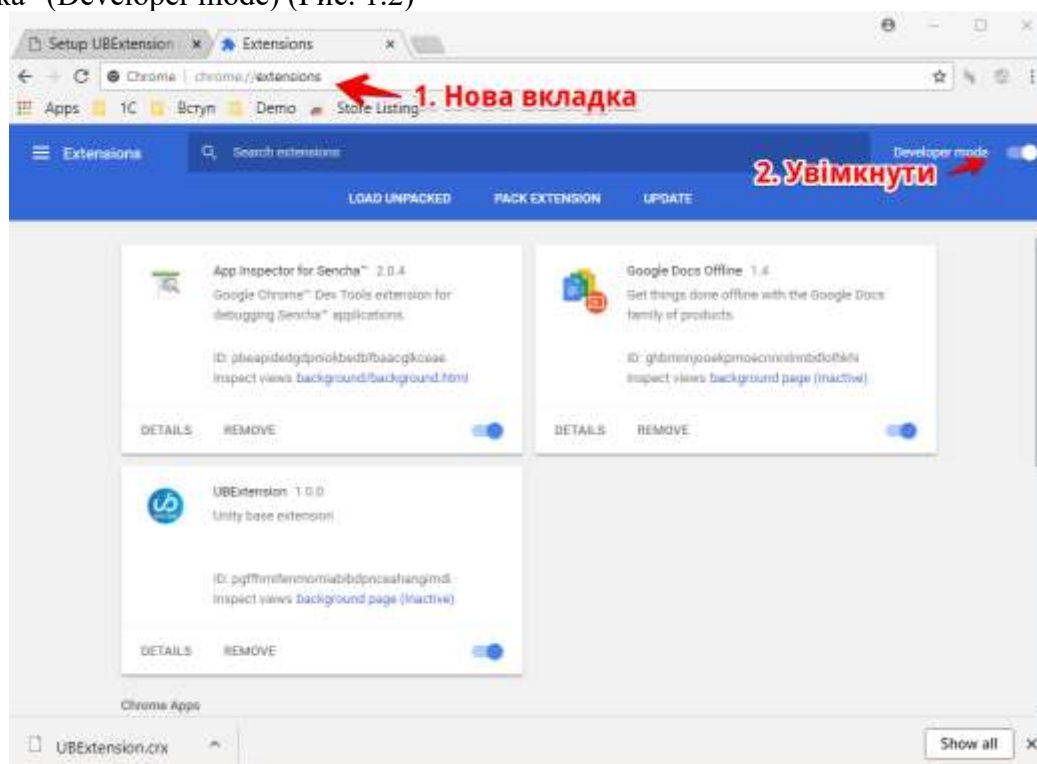 ка" (Developer mode) (Рис. 1.2)
Setup UBExtension
Extensions
Chrome | chrome://extensions
1. Нова вкладка
Apps 1C Вступ Demo Store Listing
Extensions
Search extensions
Developer mode
2. Увімкнути
LOAD UNPACKED PACK EXTENSION UPDATE
App Inspector for Sencha™ 2.0.4
Google Chrome™ Dev Tools extension for
debugging Sencha™ applications.
ID:
Inspect views background/background.html
DETAILS REMOVE
Google Docs Offline 1.4
Get things done offline with the Google Docs
family of products.
ID:
Inspect views background page (Inactive)
DETAILS REMOVE
UBExtension 1.0.0
Unity base extension
ID:
Inspect views background page (Inactive)
DETAILS REMOVE
Chrome Apps
UBExtension.crx
Show all